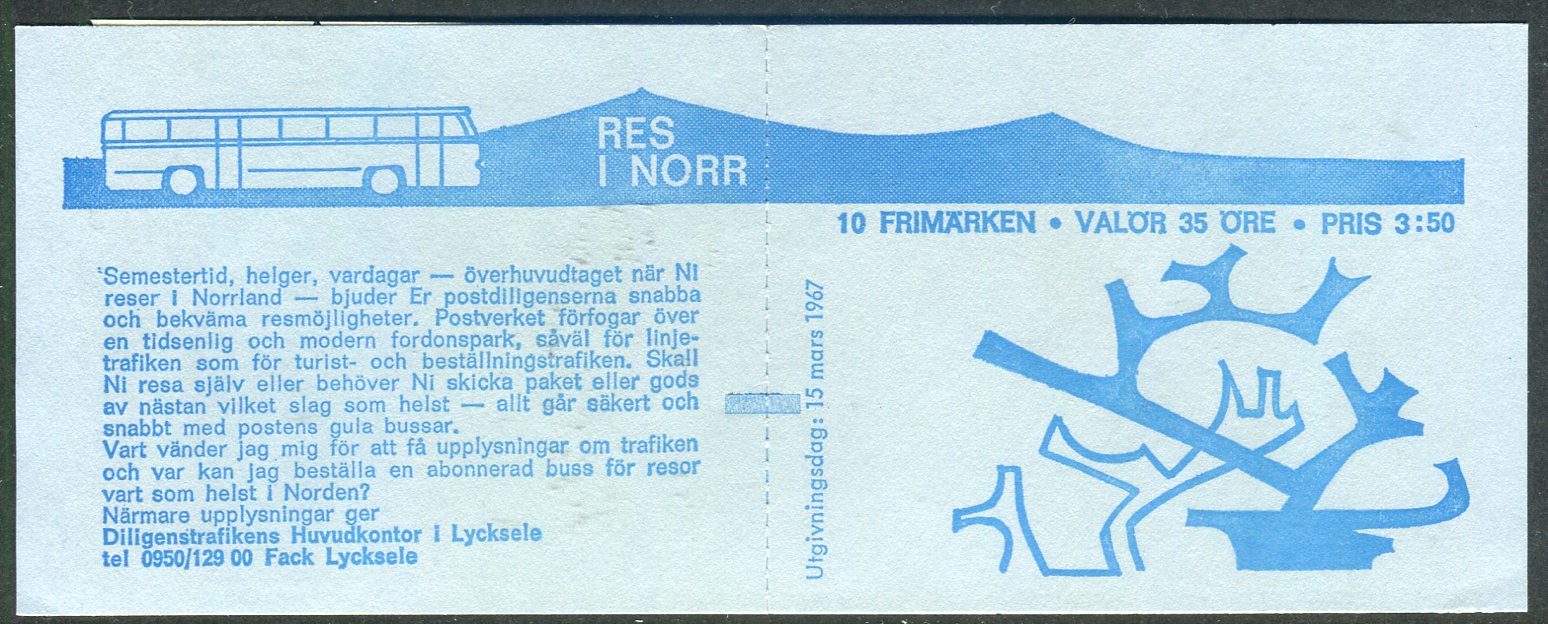 RES
I NORR
Semestertid, helger, vardagar — överhuvudtaget när Ni
reser i Norrland — bjuder Er postdiligenserna snabba
och bekväma resmöjligheter. Postverket förfogar över
en tidsenlig och modern fordonspark, såväl för linje-
trafiken som för turist- och beställningstrafiken. Skall
Ni resa själv eller behöver Ni skicka paket eller gods
av nästan vilket slag som helst — allt går säkert och
snabbt med postens gula bussar.
Vart vänder jag mig för att få upplysningar om trafiken
och var kan jag beställa en abonnerad buss för resor
vart som helst i Norden?
Närmare upplysningar ger
Diligenstrafikens Huvudkontor i Lycksele
tel 0950/129 00 Fack Lycksele
10 FRIMÄRKEN • VALÖR 35 ÖRE • PRIS 3:50
Utgivningsdag: 15 mars 1967